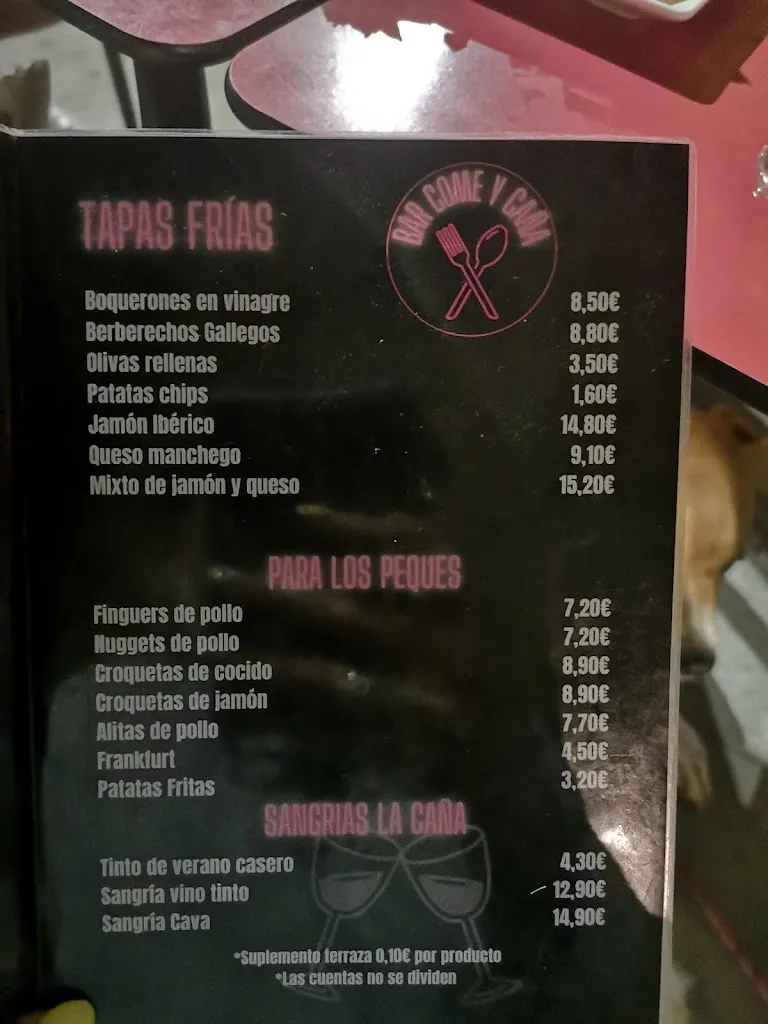 BAR COME Y CAÑA
TAPAS FRÍAS
Boquerones en vinagre 8,50€
Berberechos Gallegos 8,80€
Olivas rellenas 3,50€
Patatas chips 1,60€
Jamón Ibérico 14,80€
Queso manchego 9,10€
Mixto de jamón y queso 15,20€
PARA LOS PEQUES
Finguers de pollo 7,20€
Nuggets de pollo 7,20€
Croquetas de cocido 8,90€
Croquetas de jamón 8,90€
Alitas de pollo 7,70€
Frankfurt 4,50€
Patatas Fritas 3,20€
SANGRIAS LA CAÑA
Tinto de verano casero 4,30€
Sangría vino tinto 12,90€
Sangría Cava 14,90€
*Suplemento terraza 0,10€ por producto
*Las cuentas no se dividen